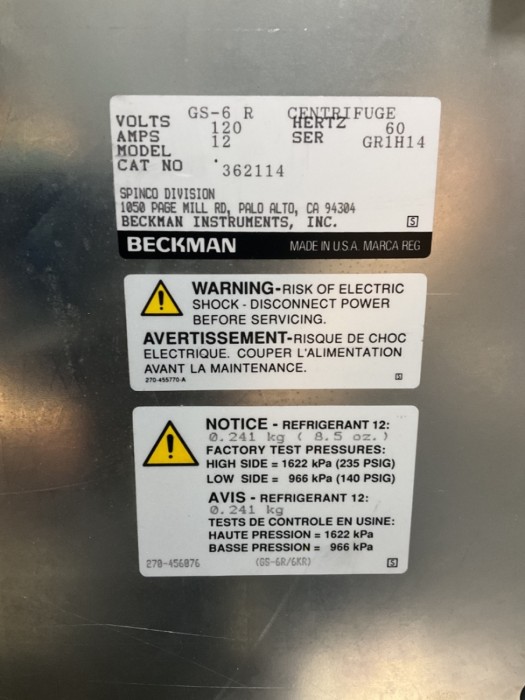 GS-6 R CENTRIFUGE
VOLTS 120 HERTZ 60
AMPS 12 SER GR1H14
MODEL
CAT NO 362114
SPINCO DIVISION
1050 PAGE MILL RD, PALO ALTO, CA 94304
BECKMAN INSTRUMENTS, INC. S
BECKMAN MADE IN U.S.A. MARCA REG
WARNING-RISK OF ELECTRIC
SHOCK - DISCONNECT POWER
BEFORE SERVICING.
AVERTISSEMENT-RISQUE DE CHOC
ELECTRIQUE. COUPER L'ALIMENTATION
AVANT LA MAINTENANCE.
270-455770-A S
NOTICE - REFRIGERANT 12:
0.241 kg ( 8.5 oz.)
FACTORY TEST PRESSURES:
HIGH SIDE = 1622 kPa (235 PSIG)
LOW SIDE = 966 kPa (140 PSIG)
AVIS - REFRIGERANT 12:
0.241 kg
TESTS DE CONTROLE EN USINE:
HAUTE PRESSION = 1622 kPa
BASSE PRESSION = 966 kPa
270-456076 (GS-6R/6KR) S